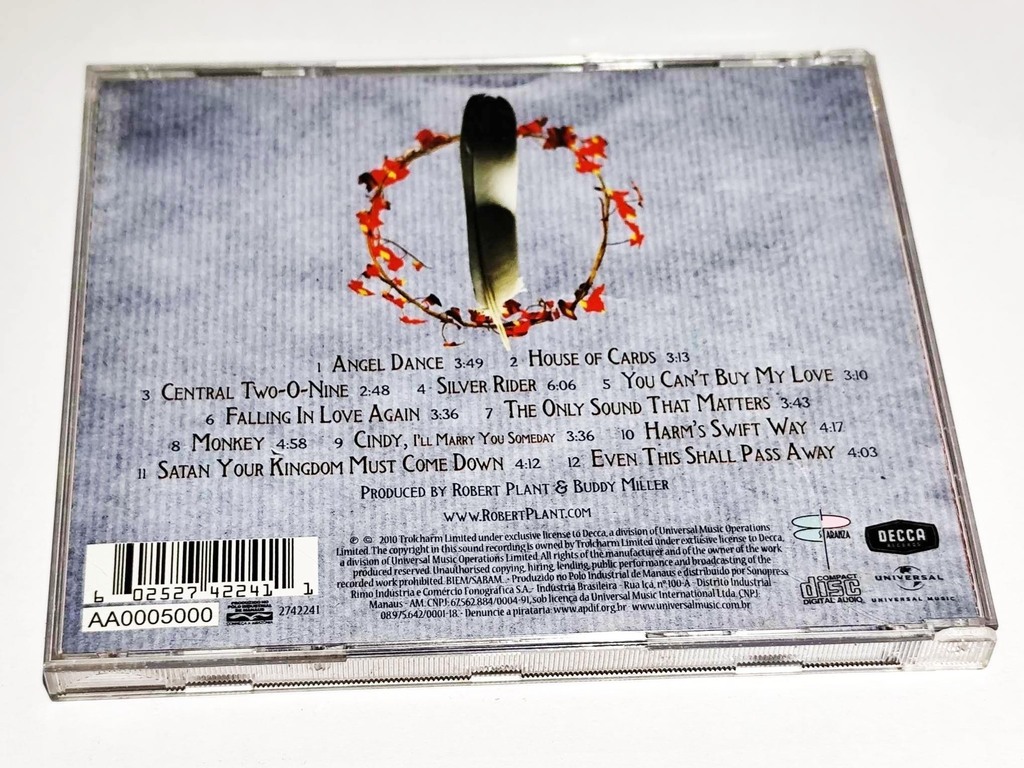 1 Angel Dance 3:49 2 House of Cards 3:13
3 Central Two-O-Nine 2:48 4 Silver Rider 6:06 5 You Can't Buy My Love 3:10
6 Falling In Love Again 3:36 7 The Only Sound That Matters 3:43
8 Monkey 4:58 9 Cindy, I'll Marry You Someday 3:36 10 Harm's Swift Way 4:17
11 Satan Your Kingdom Must Come Down 4:12 12 Even This Shall Pass Away 4:03
Produced by Robert Plant & Buddy Miller
www.RobertPlant.com
℗ © 2010 Trolcharm Limited under exclusive license to Decca, a division of Universal Music Operations
Limited. The copyright in this sound recording is owned by Trolcharm Limited under exclusive license to Decca,
a division of Universal Music Operations Limited. All rights of the manufacturer and of the owner of the work
produced reserved. Unauthorised copying, hiring, lending, public performance and broadcasting of the
recorded work prohibited. BIEM/SABAM. - Produzido no Polo Industrial de Manaus e distribuido por Sonopress
Rimo Indústria e Comércio Fonográfica S.A. - Indústria Brasileira - Rua Içá, nº 100-A - Distrito Industrial
Manaus - AM. CNPJ: 67.562.884/0004-91, sob licença da Universal Music International Ltda. CNPJ:
08.975.642/0001-18. - Denuncie a pirataria: www.apdif.org.br www.universalmusic.com.br
6 02527 42241 1
AA0005000
2742241
ARANZA
DECCA
RECORDS
COMPACT
disc
DIGITAL AUDIO
UNIVERSAL
UNIVERSAL MUSIC